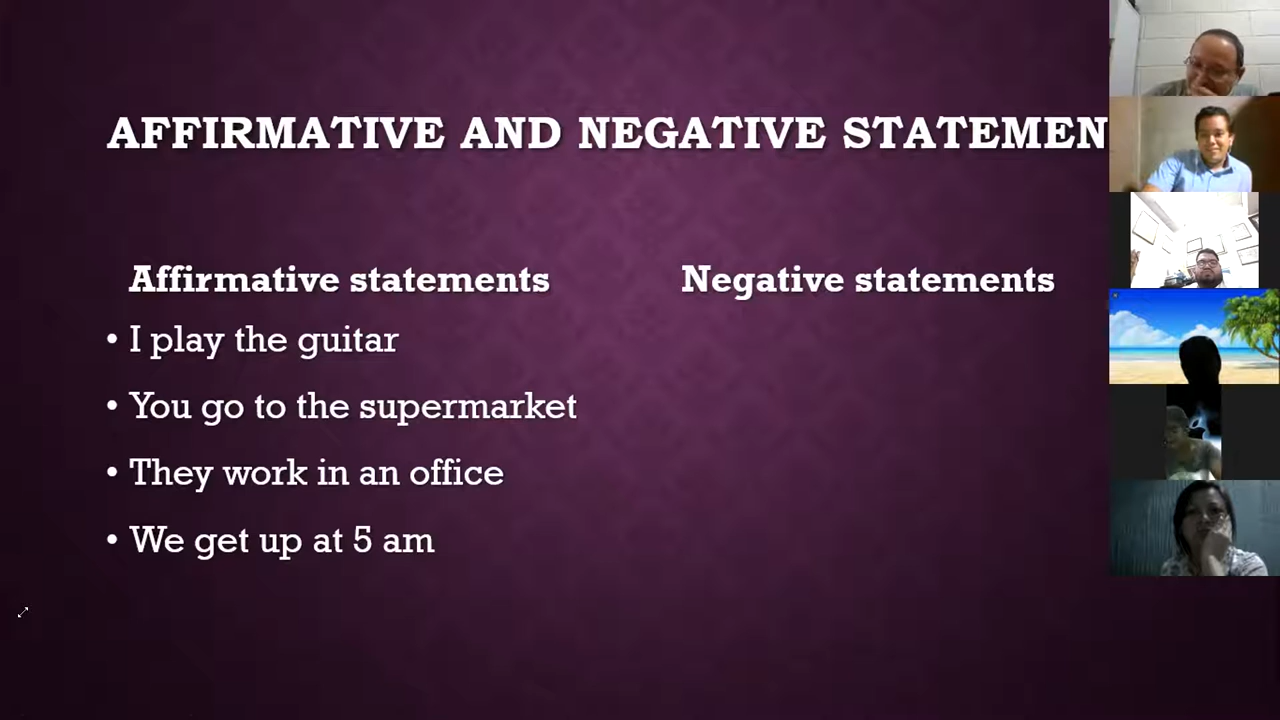 AFFIRMATIVE AND NEGATIVE STATEMEN
Affirmative statements
• I play the guitar
• You go to the supermarket
• They work in an office
• We get up at 5 am
Negative statements